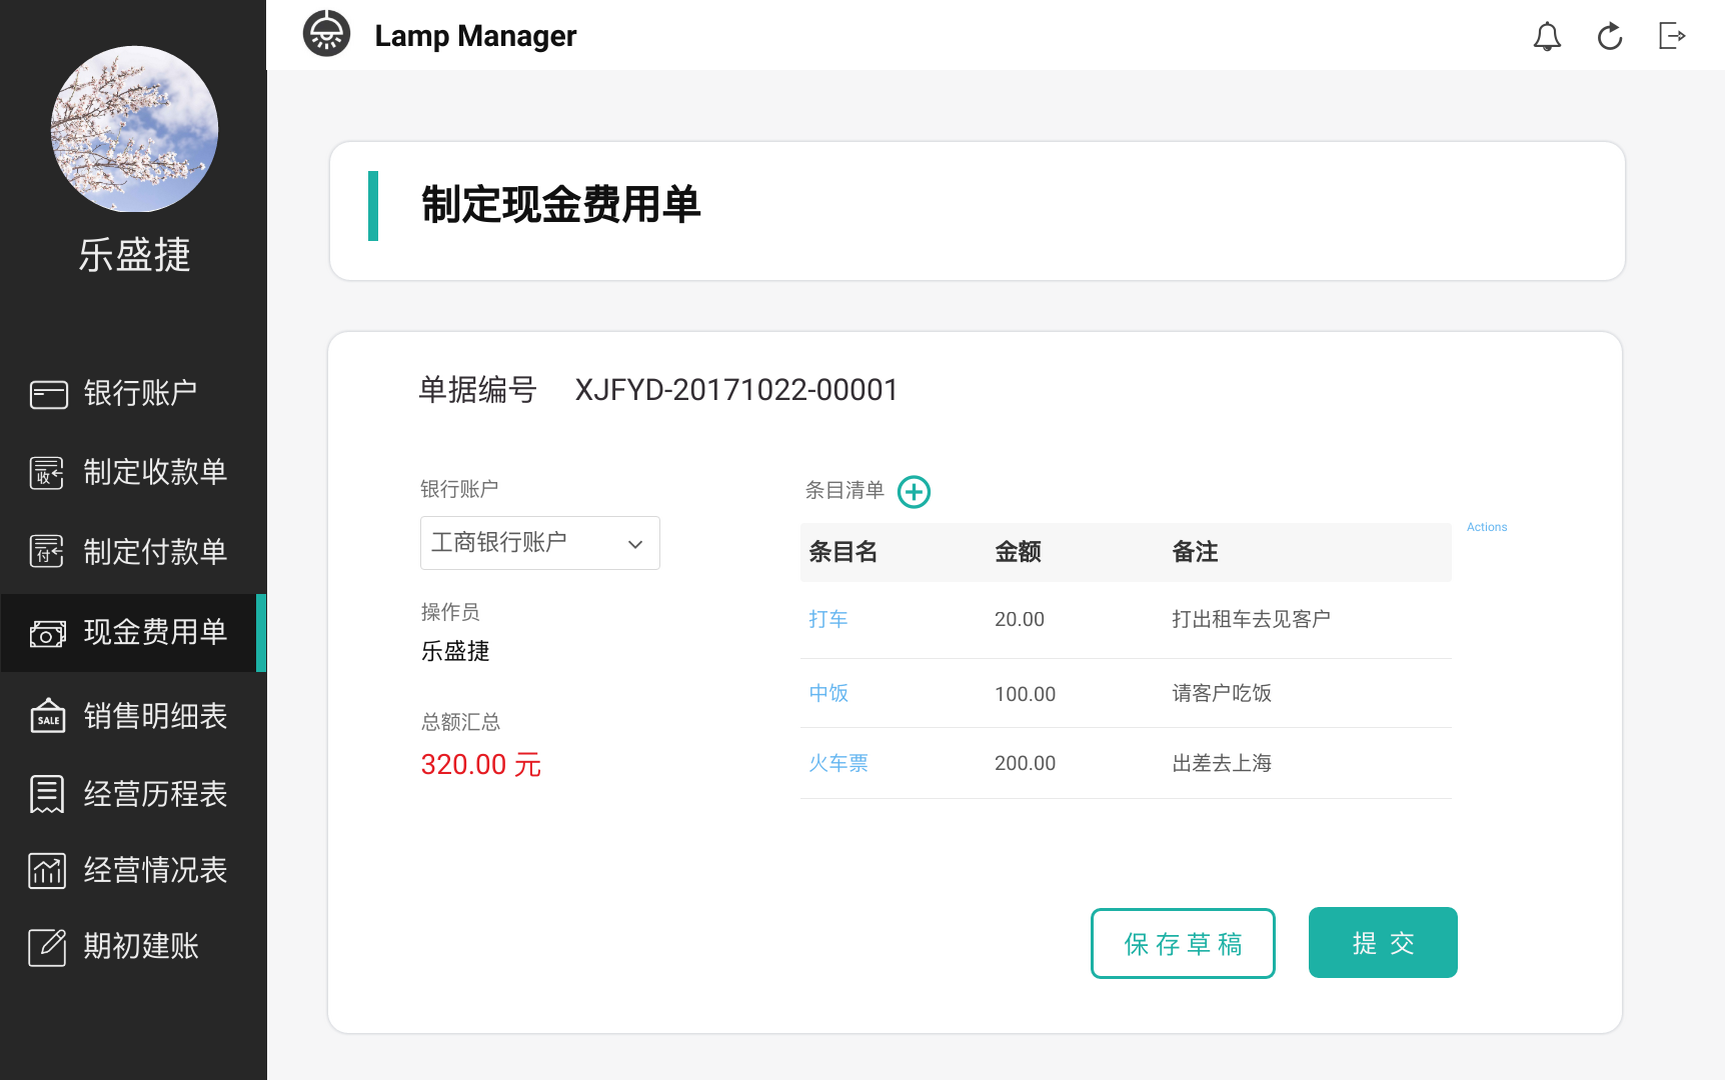 Lamp Manager
乐盛捷
银行账户
收
制定收款单
付
制定付款单
现金费用单
SALE
销售明细表
经营历程表
经营情况表
期初建账
制定现金费用单
单据编号 XJFYD-20171022-00001
银行账户
工商银行账户
操作员
乐盛捷
总额汇总
320.00 元
条目清单
Actions
条目名 金额 备注
打车 20.00 打出租车去见客户
中饭 100.00 请客户吃饭
火车票 200.00 出差去上海
保存草稿 提交